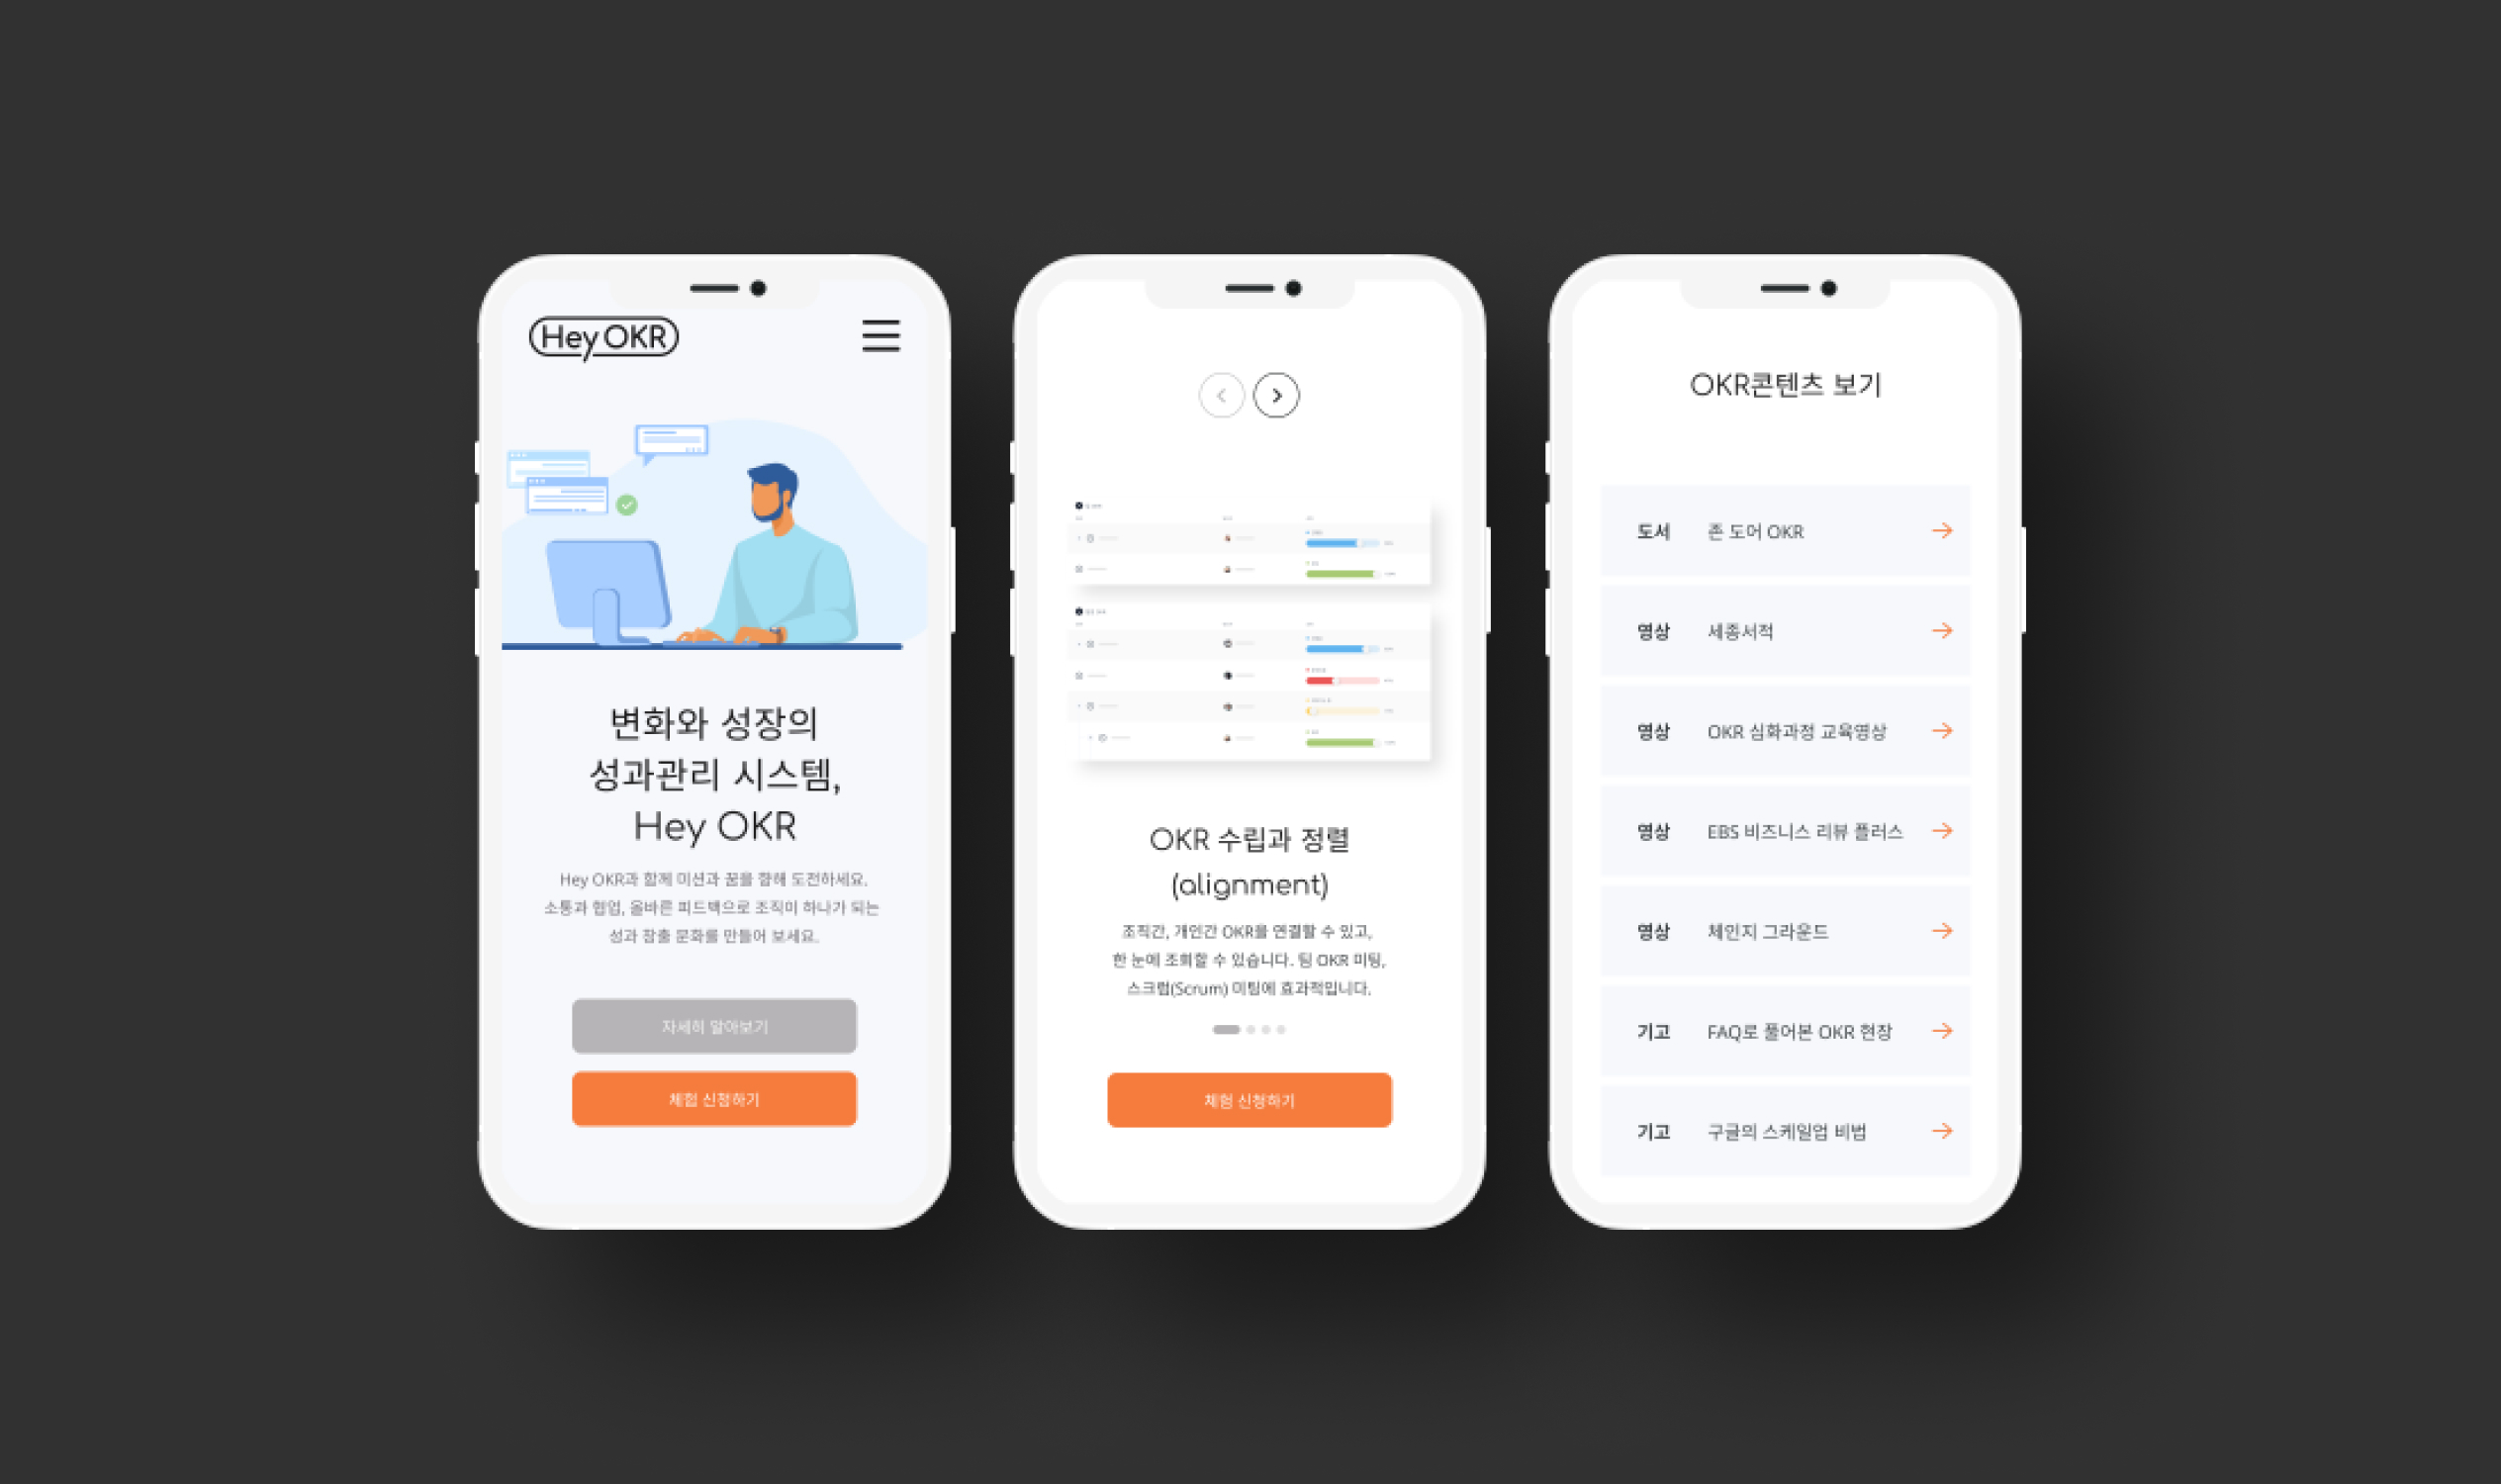 Hey OKR
변화와 성장의
성과관리 시스템,
Hey OKR
Hey OKR과 함께 미션과 꿈을 향해 도전하세요.
소통과 협업, 올바른 피드백으로 조직이 하나가 되는
성과 창출 문화를 만들어 보세요.
자세히 알아보기
체험 신청하기
OKR 수립과 정렬
(alignment)
조직간, 개인간 OKR을 연결할 수 있고,
한 눈에 조회할 수 있습니다. 팀 OKR 미팅,
스크럼(Scrum) 미팅에 효과적입니다.
체험 신청하기
OKR콘텐츠 보기
도서 존 도어 OKR
영상 세종서적
영상 OKR 심화과정 교육영상
영상 EBS 비즈니스 리뷰 플러스
영상 체인지 그라운드
기고 FAQ로 풀어본 OKR 현장
기고 구글의 스케일업 비법